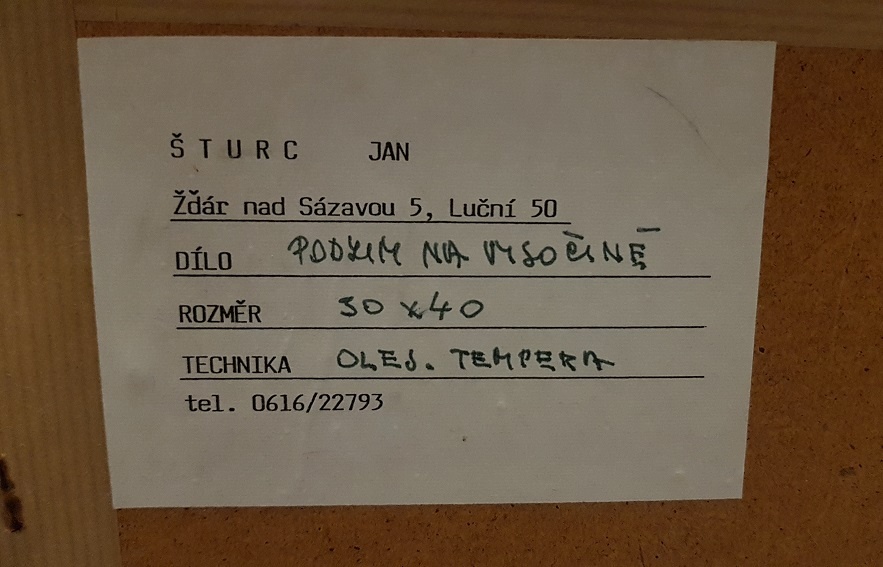 ŠTURC JAN
Žďár nad Sázavou 5, Luční 50
DÍLO PODZIM NA VYSOČINĚ
ROZMĚR 30 x 40
TECHNIKA OLEJ. TEMPERA
tel. 0616/22793